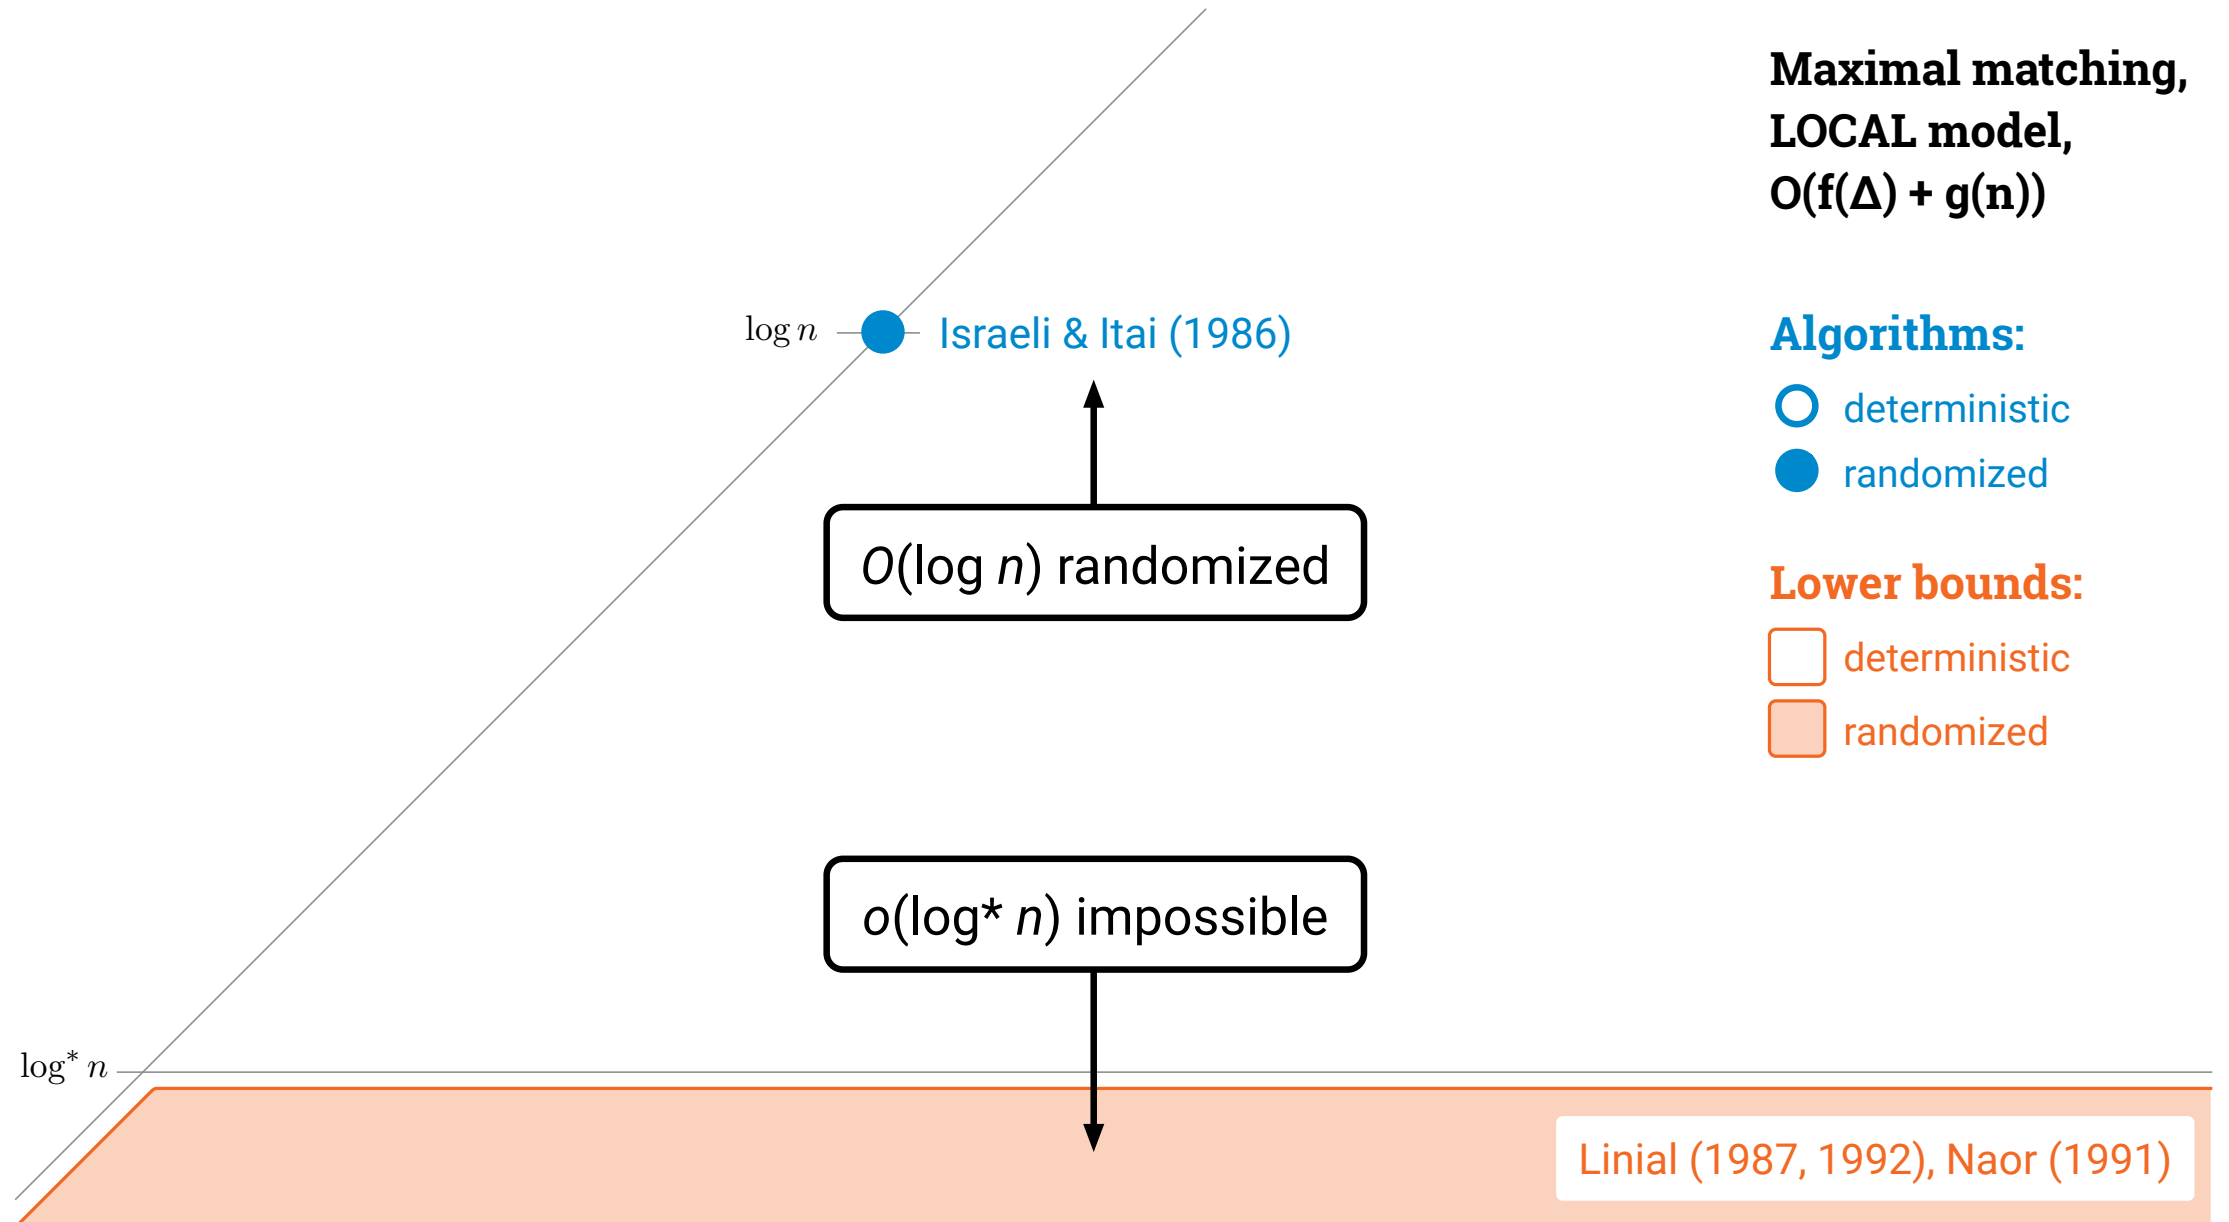 Maximal matching,
LOCAL model,
O(f(Δ) + g(n))
log n
Israeli & Itai (1986)
Algorithms:
deterministic
randomized
O(log n) randomized
Lower bounds:
deterministic
randomized
o(log* n) impossible
log* n
Linial (1987, 1992), Naor (1991)